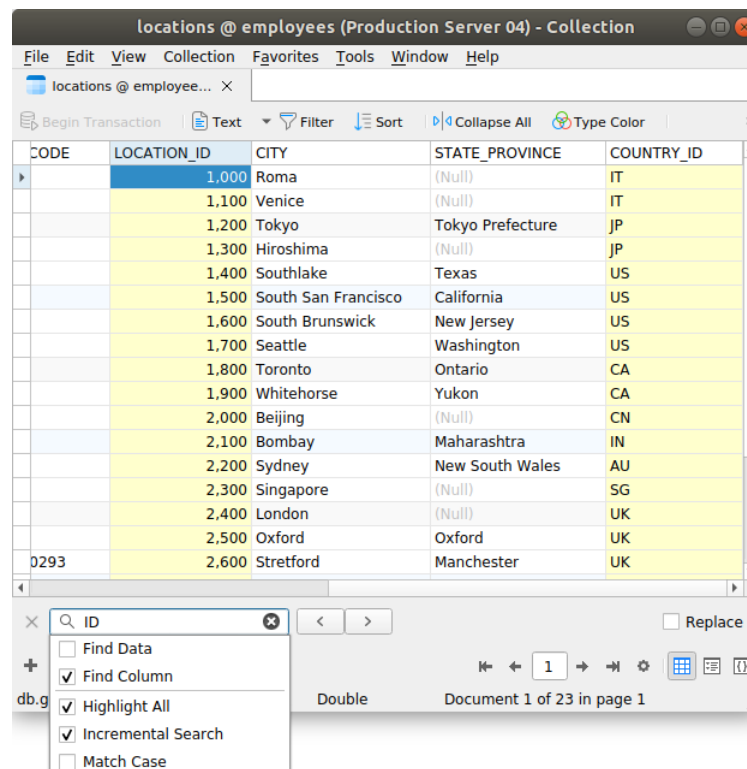 locations @ employees (Production Server 04) - Collection
File Edit View Collection Favorites Tools Window Help
locations @ employee...
Begin Transaction Text Filter Sort Collapse All Type Color
CODE LOCATION_ID CITY STATE_PROVINCE COUNTRY_ID
1,000 Roma (Null) IT
1,100 Venice (Null) IT
1,200 Tokyo Tokyo Prefecture JP
1,300 Hiroshima (Null) JP
1,400 Southlake Texas US
1,500 South San Francisco California US
1,600 South Brunswick New Jersey US
1,700 Seattle Washington US
1,800 Toronto Ontario CA
1,900 Whitehorse Yukon CA
2,000 Beijing (Null) CN
2,100 Bombay Maharashtra IN
2,200 Sydney New South Wales AU
2,300 Singapore (Null) SG
2,400 London (Null) UK
2,500 Oxford Oxford UK
0293 2,600 Stretford Manchester UK
ID Replace
Find Data
Find Column 1
db.g Double Document 1 of 23 in page 1
Highlight All
Incremental Search
Match Case